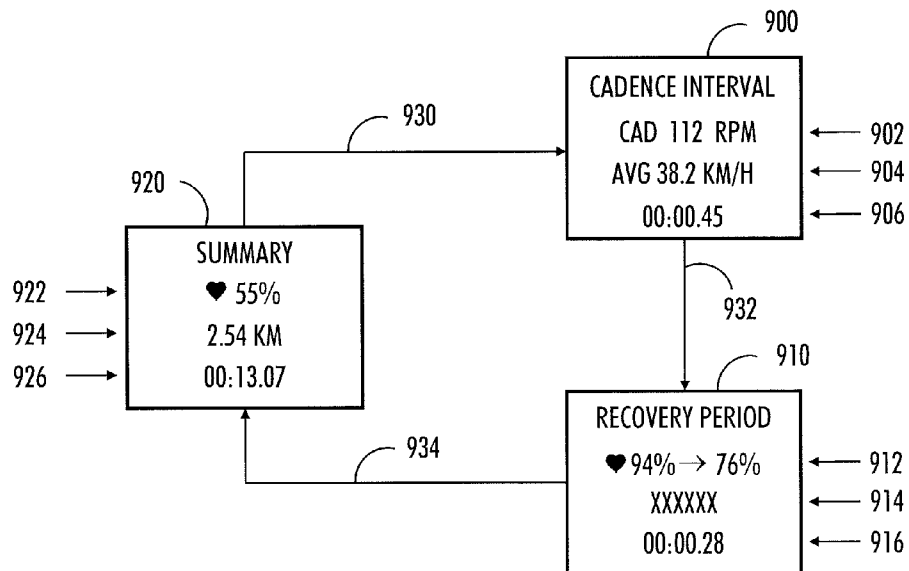 900
CADENCE INTERVAL
CAD 112 RPM
902
AVG 38.2 KM/H
904
00:00.45
906
930
920
SUMMARY
♥ 55%
922
2.54 KM
924
00:13.07
926
932
910
RECOVERY PERIOD
♥ 94% → 76%
912
XXXXXX
914
00:00.28
916
934